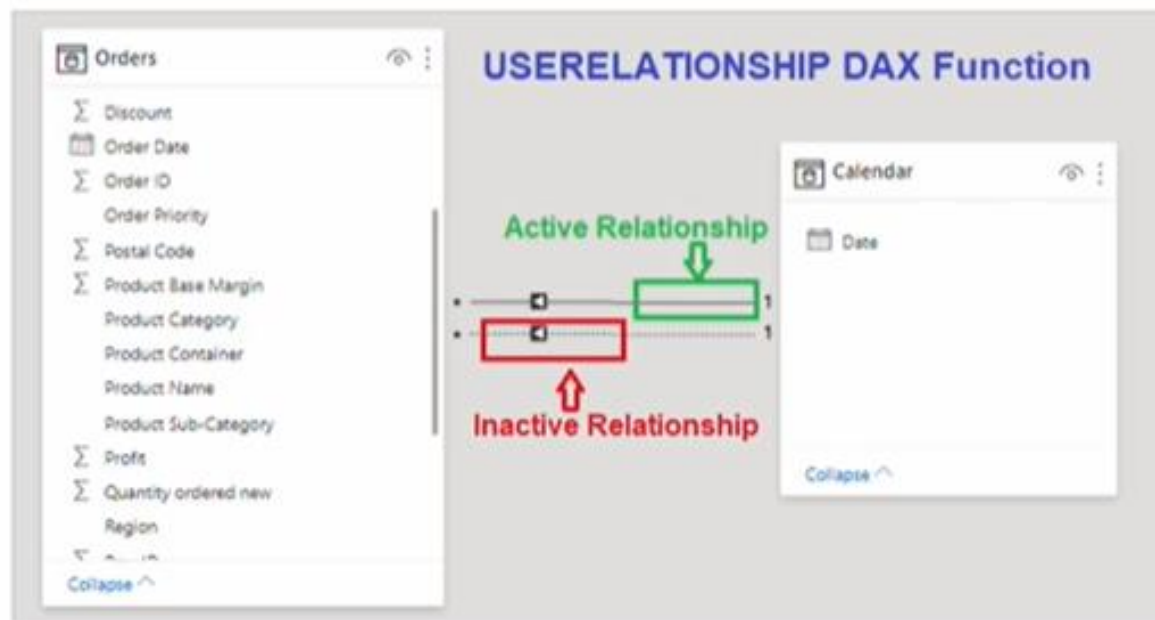 Orders
USERELATIONSHIP DAX Function
Discount
Order Date
Order ID
Order Priority
Postal Code
Product Base Margin
Product Category
Product Container
Product Name
Product Sub-Category
Profit
Quantity ordered new
Region
Collapse
Active Relationship
1
1
Inactive Relationship
Calendar
Date
Collapse